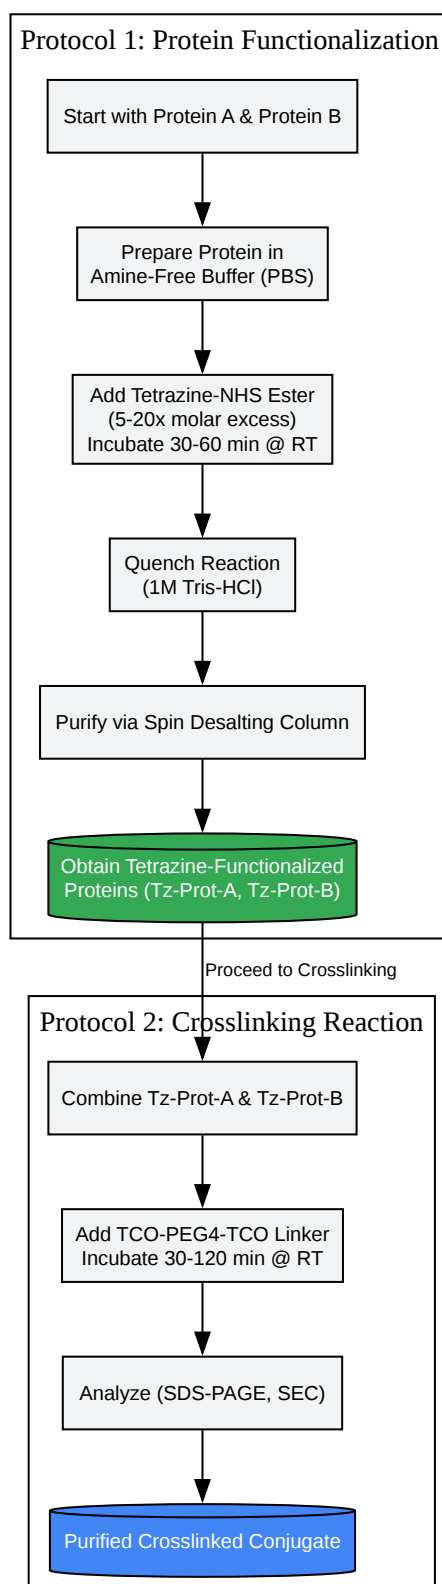 Protocol 1: Protein Functionalization
Start with Protein A & Protein B
Prepare Protein in
Amine-Free Buffer (PBS)
Add Tetrazine-NHS Ester
(5-20x molar excess)
Incubate 30-60 min @ RT
Quench Reaction
(1M Tris-HCl)
Purify via Spin Desalting Column
Obtain Tetrazine-Functionalized
Proteins (Tz-Prot-A, Tz-Prot-B)
Proceed to Crosslinking
Protocol 2: Crosslinking Reaction
Combine Tz-Prot-A & Tz-Prot-B
Add TCO-PEG4-TCO Linker
Incubate 30-120 min @ RT
Analyze (SDS-PAGE, SEC)
Purified Crosslinked Conjugate